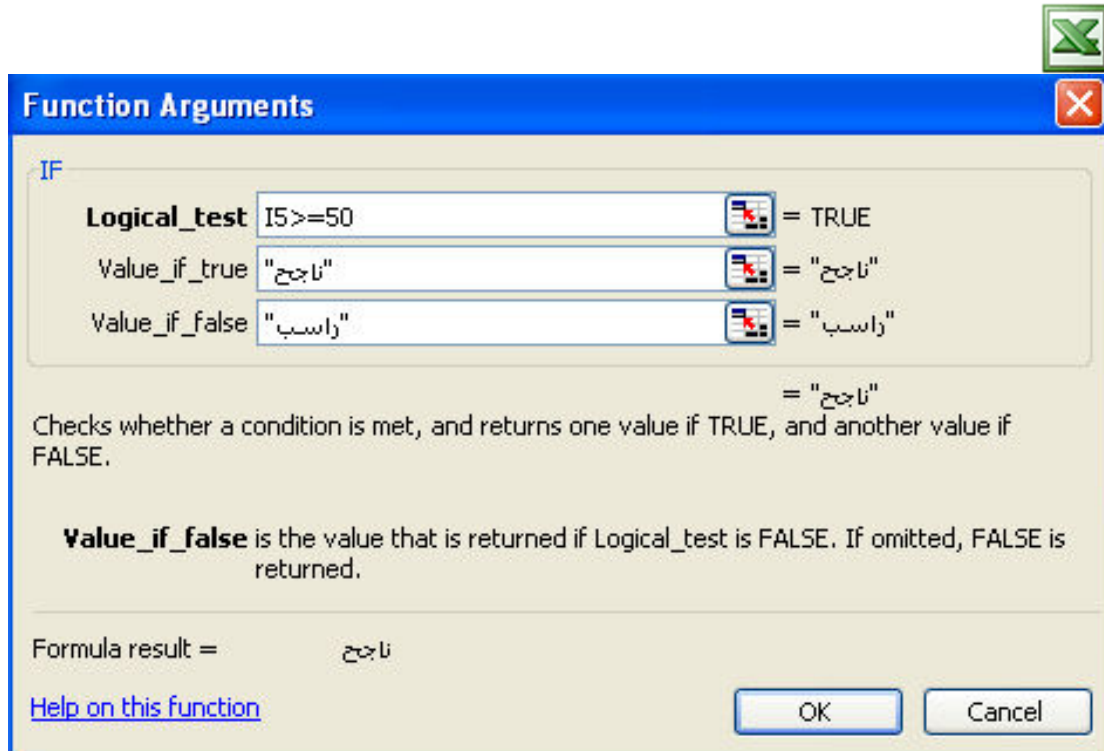 Function Arguments
IF
Logical_test I5>=50 = TRUE
Value_if_true "ناجح" = "ناجح"
Value_if_false "راسب" = "راسب"
= "ناجح"
Checks whether a condition is met, and returns one value if TRUE, and another value if
FALSE.
Value_if_false is the value that is returned if Logical_test is FALSE. If omitted, FALSE is
returned.
Formula result = ناجح
Help on this function OK Cancel